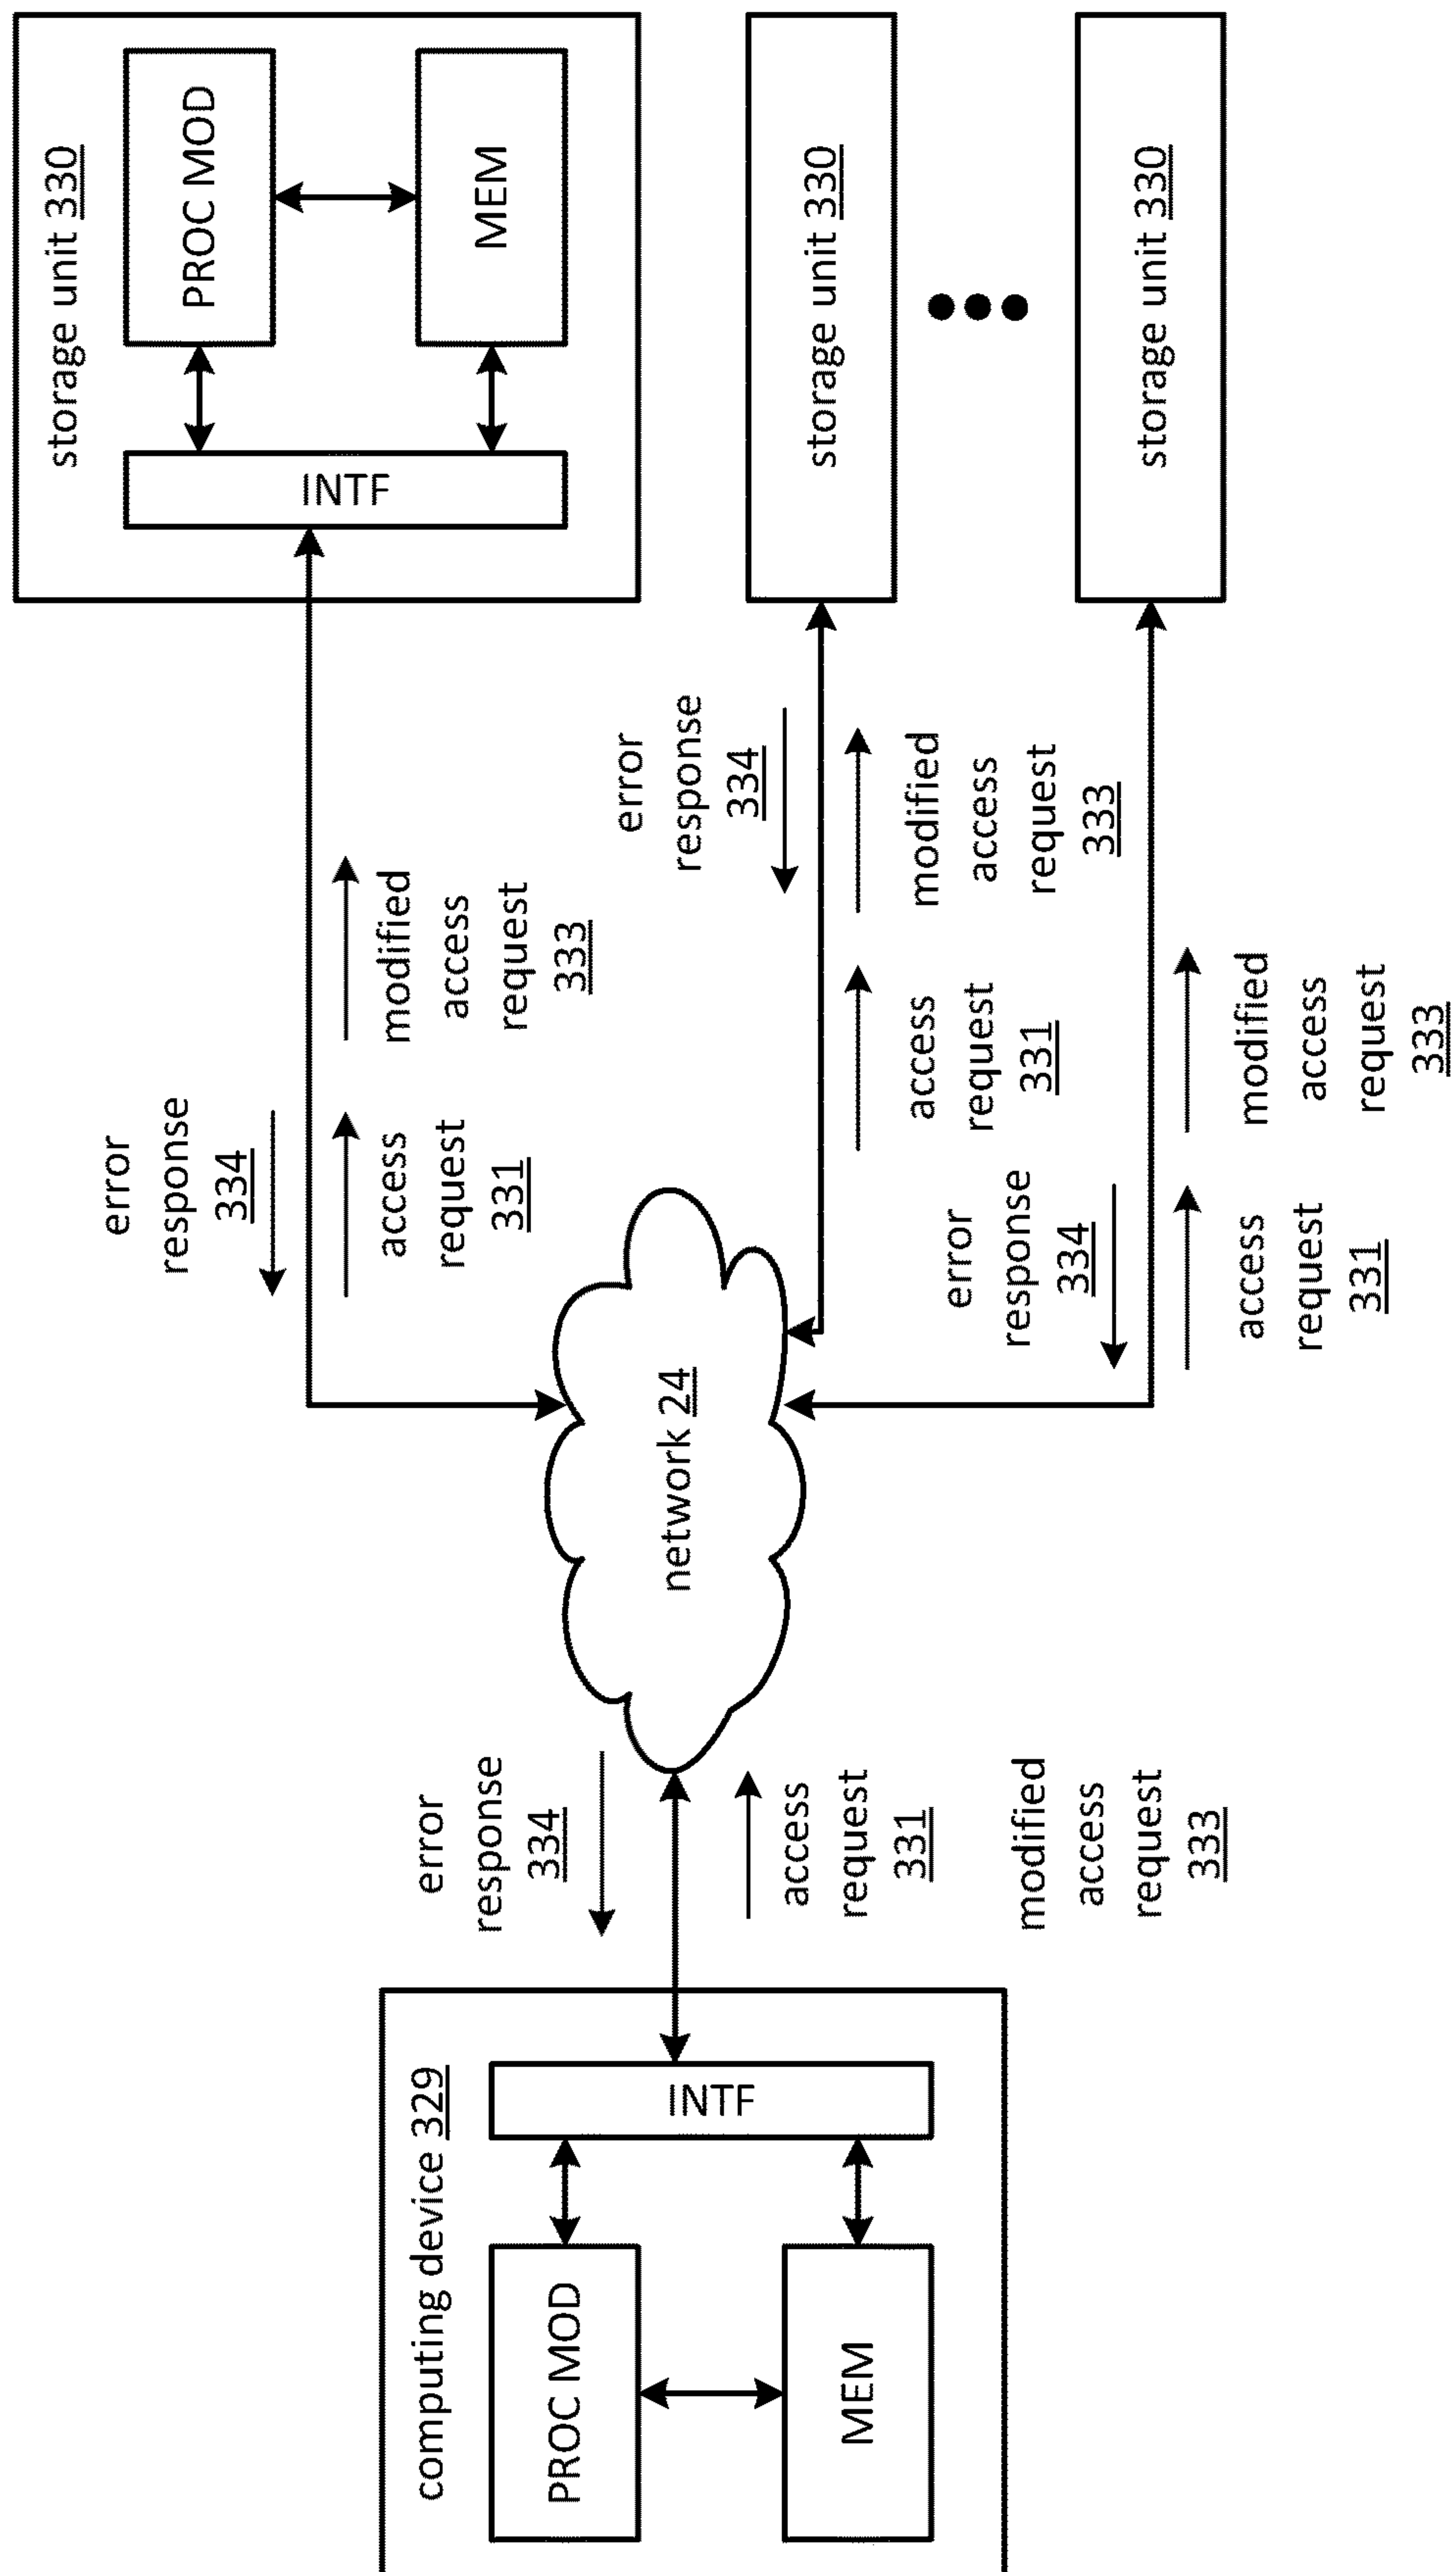 computing device 329
PROC MOD
MEM
INTF
error
response
334
access
request
331
modified
access
request
333
network 24
error
response
334
access
request
331
modified
access
request
333
storage unit 330
INTF
PROC MOD
MEM
error
response
334
access
request
331
modified
access
request
333
storage unit 330
error
response
334
access
request
331
modified
access
request
333
storage unit 330